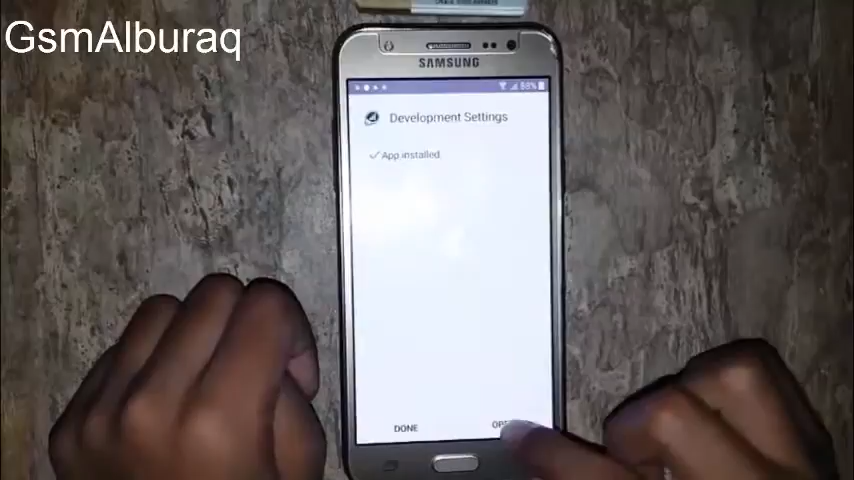 GsmAlburaq
SAMSUNG
Development Settings
App installed.
DONE